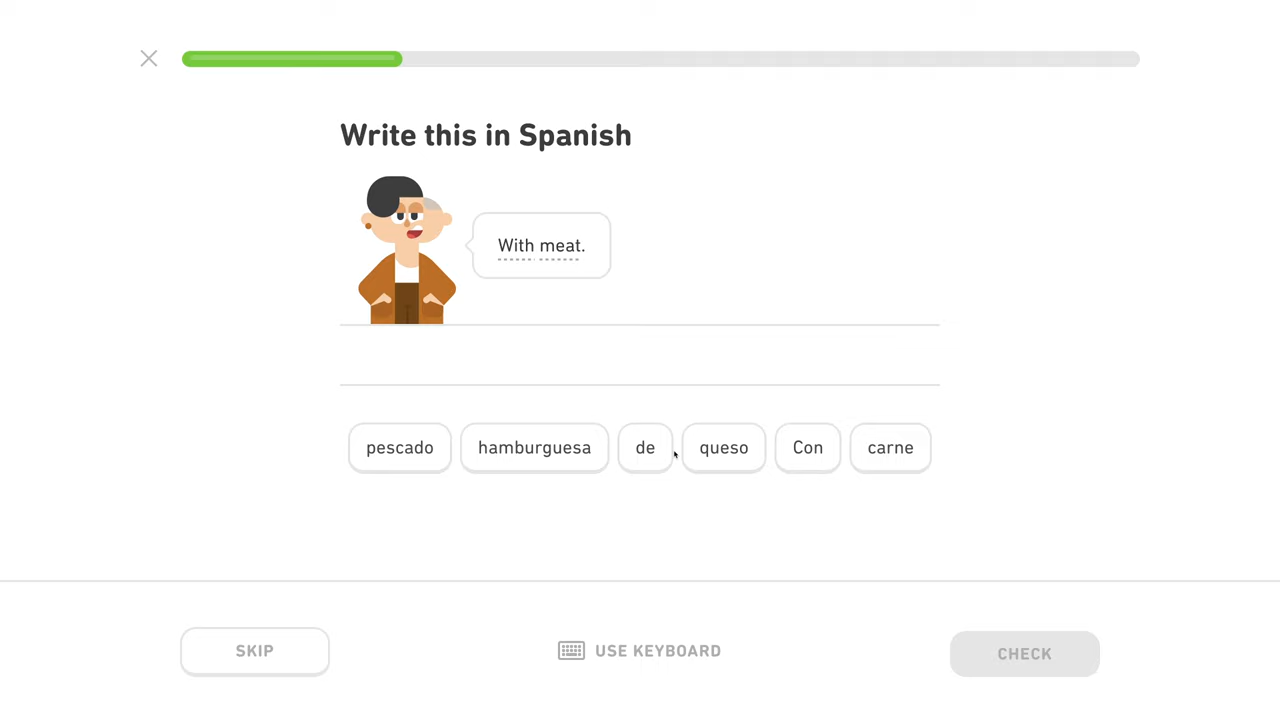 Write this in Spanish
With meat.
pescado hamburguesa de queso Con carne
SKIP USE KEYBOARD CHECK